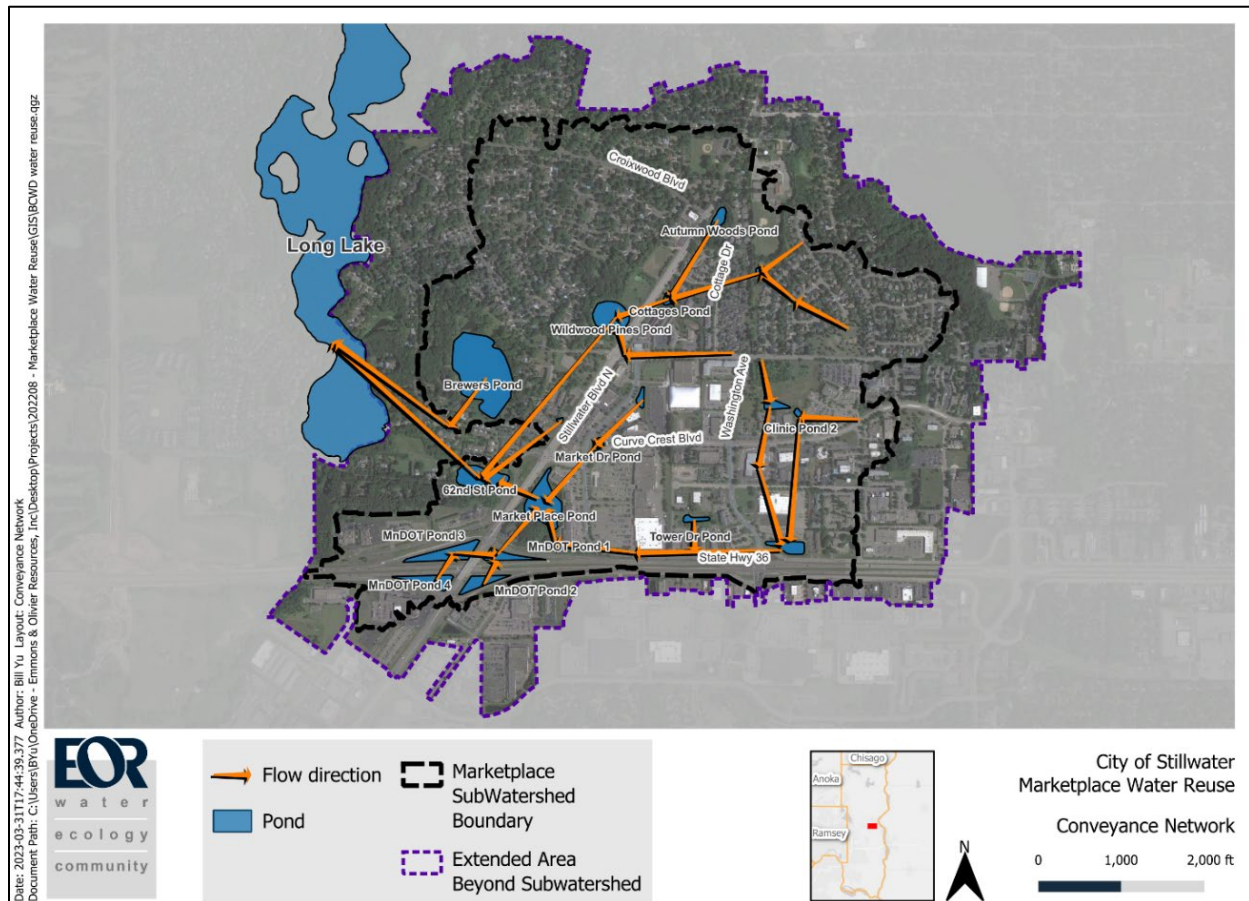 Date: 2023-03-31T17:44:39.377 Author: Bill Yu Layout: Conveyance Network
Document Path: C:\Users\BYu\OneDrive - Emmons & Olivier Resources, Inc\Desktop\Projects\202208 - Marketplace Water Reuse\GIS\BCWD water reuse.qgz
Croixwood Blvd
Autumn Woods Pond
Long Lake
Cottage Dr
Cottages Pond
Wildwood Pines Pond
Brewers Pond
Stillwater Blvd N
Washington Ave
Clinic Pond 2
Curve Crest Blvd
Market Dr Pond
62nd St Pond
Market Place Pond
MnDOT Pond 3
MnDOT Pond 1
Tower Dr Pond
State Hwy 36
MnDOT Pond 4
MnDOT Pond 2
EOR
water
ecology
community
Flow direction
Pond
Marketplace
SubWatershed
Boundary
Extended Area
Beyond Subwatershed
Chisago
Anoka
Ramsey
N
City of Stillwater
Marketplace Water Reuse
Conveyance Network
0 1,000 2,000 ft